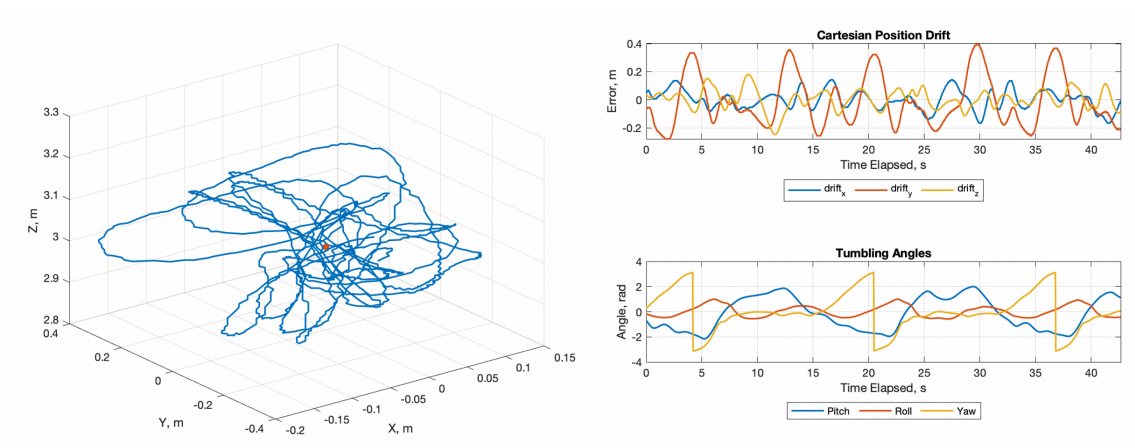 3.3
3.2
3.1
3
2.9
2.8
Z, m
0.4
0.2
0
-0.2
-0.4
Y, m
-0.2
-0.15
-0.1
-0.05
0
0.05
0.1
0.15
X, m
Cartesian Position Drift
0.4
0.2
0
-0.2
Error, m
0 5 10 15 20 25 30 35 40
Time Elapsed, s
drift_x drift_y drift_z
Tumbling Angles
4
2
0
-2
-4
Angle, rad
0 5 10 15 20 25 30 35 40
Time Elapsed, s
Pitch Roll Yaw